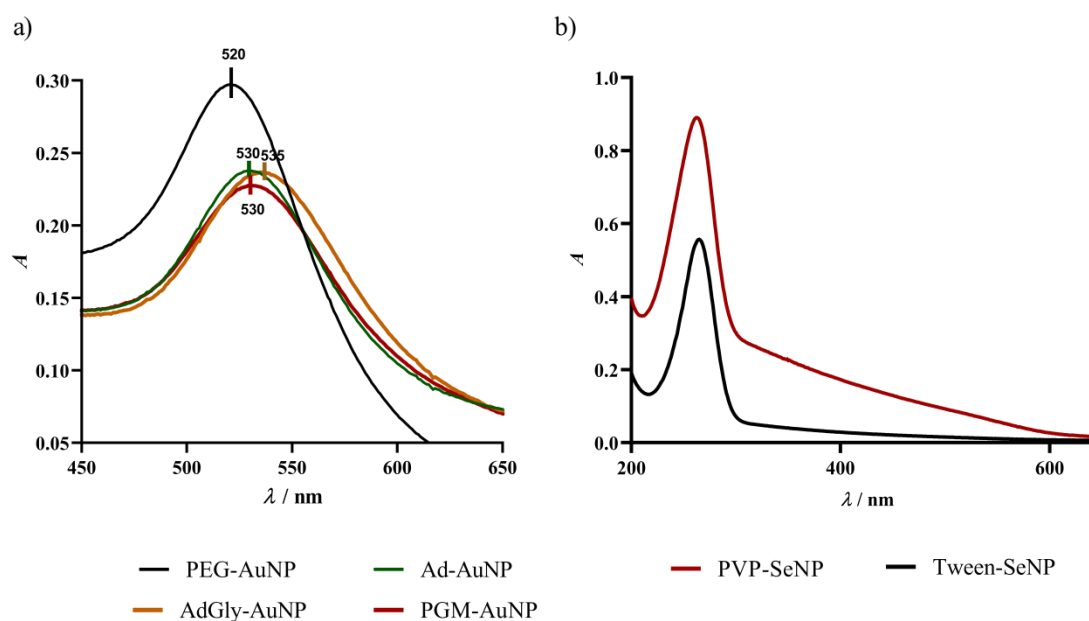 a)
520
0.30
0.25
530
535
530
0.20
A
0.15
0.10
0.05
450
500
550
600
650
λ / nm
PEG-AuNP
Ad-AuNP
AdGly-AuNP
PGM-AuNP
b)
1.0
0.8
0.6
A
0.4
0.2
0.0
200
400
600
λ / nm
PVP-SeNP
Tween-SeNP